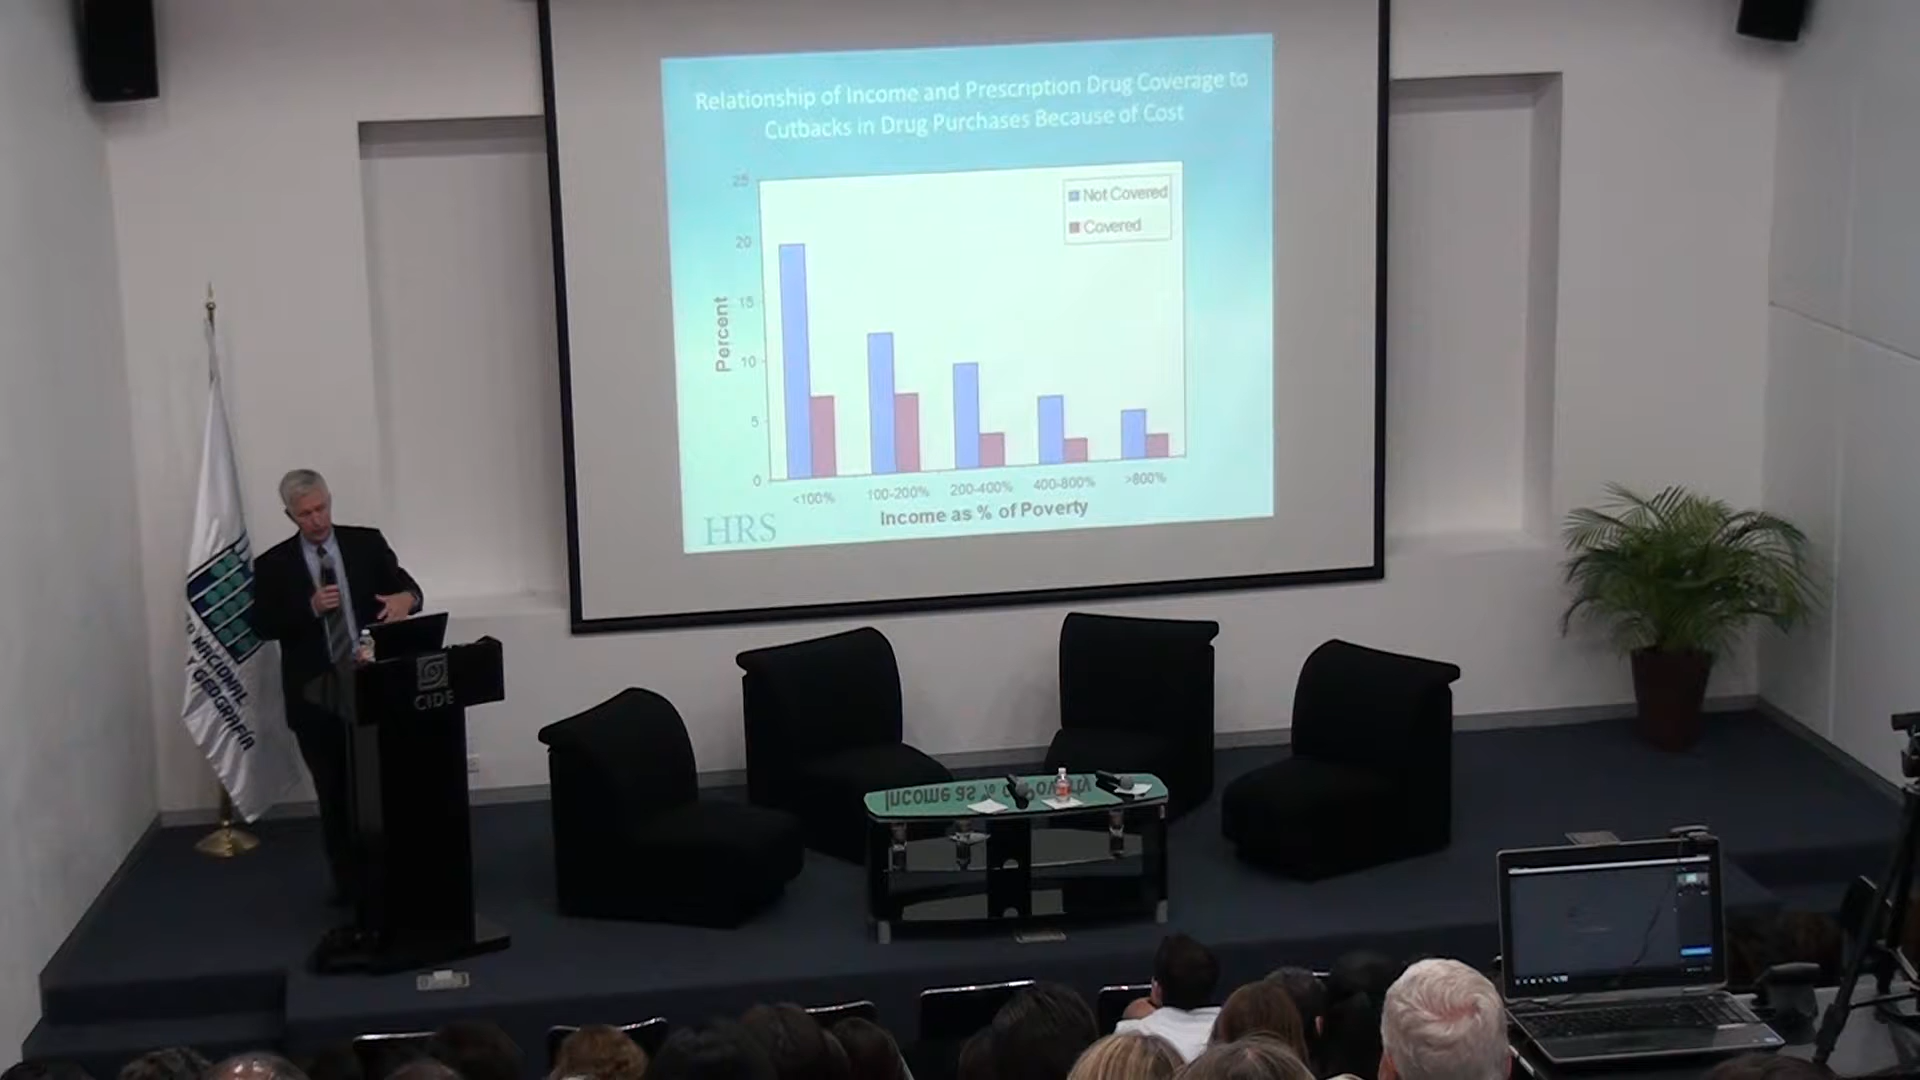 Relationship of Income and Prescription Drug Coverage to
Cutbacks in Drug Purchases Because of Cost
25
20
15
10
5
0
Percent
Not Covered
Covered
<100%
100-200%
200-400%
400-800%
>800%
Income as % of Poverty
HRS
NACIONAL
Y GEOGRAFÍA
CIDE
Income as % of Poverty